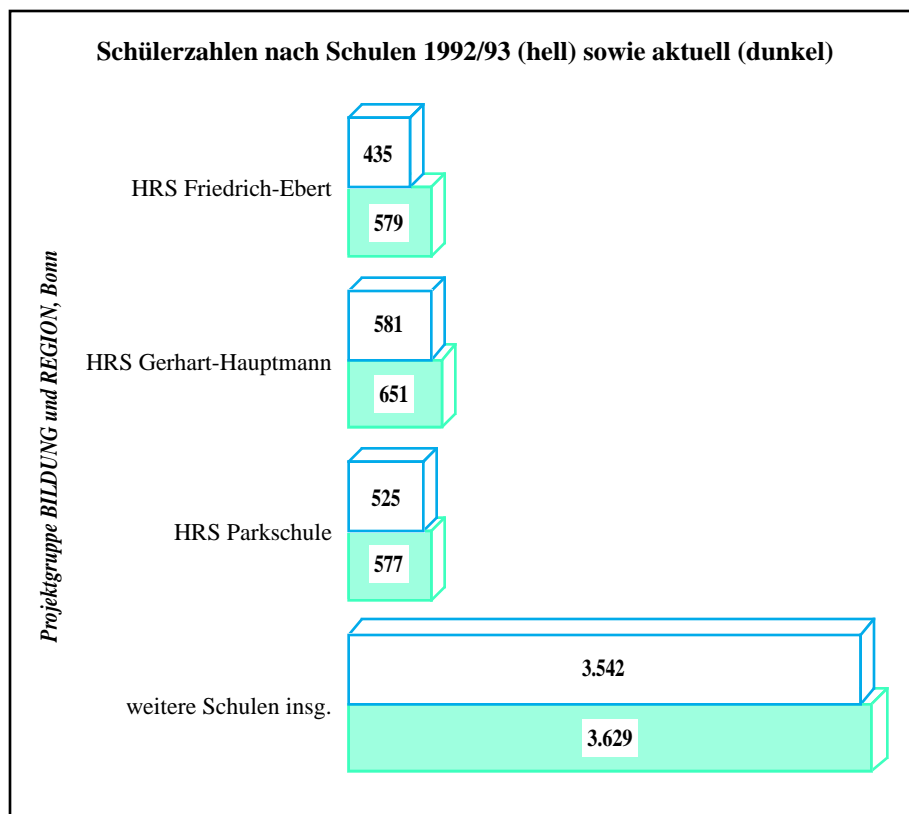 Schülerzahlen nach Schulen 1992/93 (hell) sowie aktuell (dunkel)
435
HRS Friedrich-Ebert
579
581
HRS Gerhart-Hauptmann
651
525
HRS Parkschule
577
3.542
weitere Schulen insg.
3.629
Projektgruppe BILDUNG und REGION, Bonn